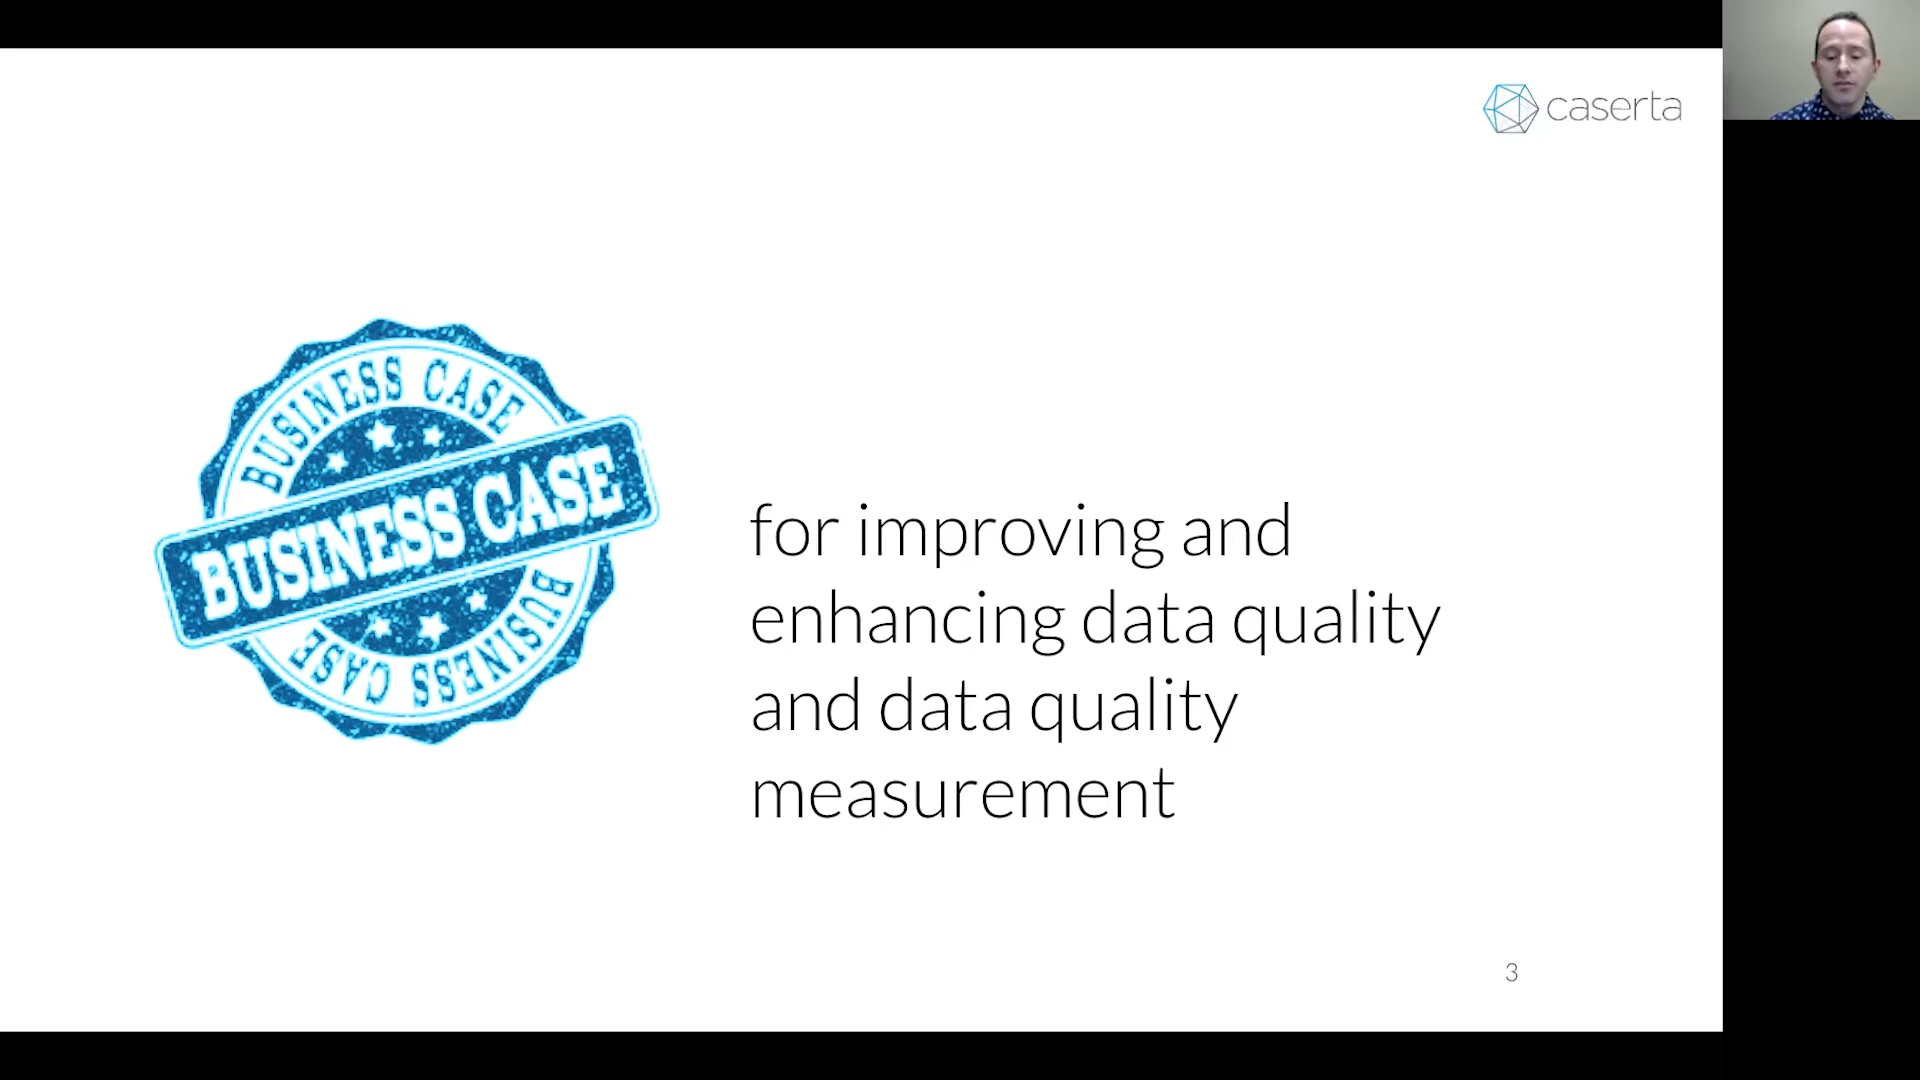 caserta
BUSINESS CASE
BUSINESS CASE
BUSINESS CASE
for improving and
enhancing data quality
and data quality
measurement
3